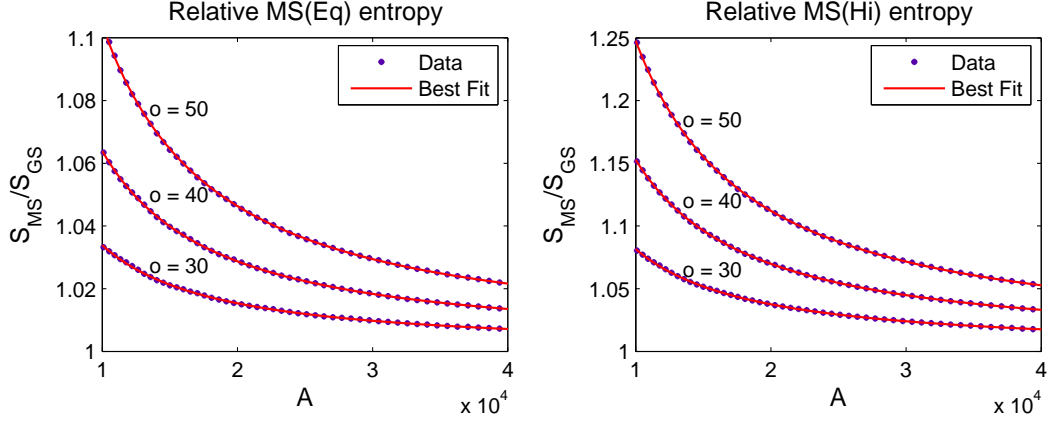 Relative MS(Eq) entropy
1.1
1.08
1.06
1.04
1.02
1
S_MS/S_GS
Data
Best Fit
o = 50
o = 40
o = 30
1
2
3
4
A
x 10^4
Relative MS(Hi) entropy
1.25
1.2
1.15
1.1
1.05
1
S_MS/S_GS
Data
Best Fit
o = 50
o = 40
o = 30
1
2
3
4
A
x 10^4